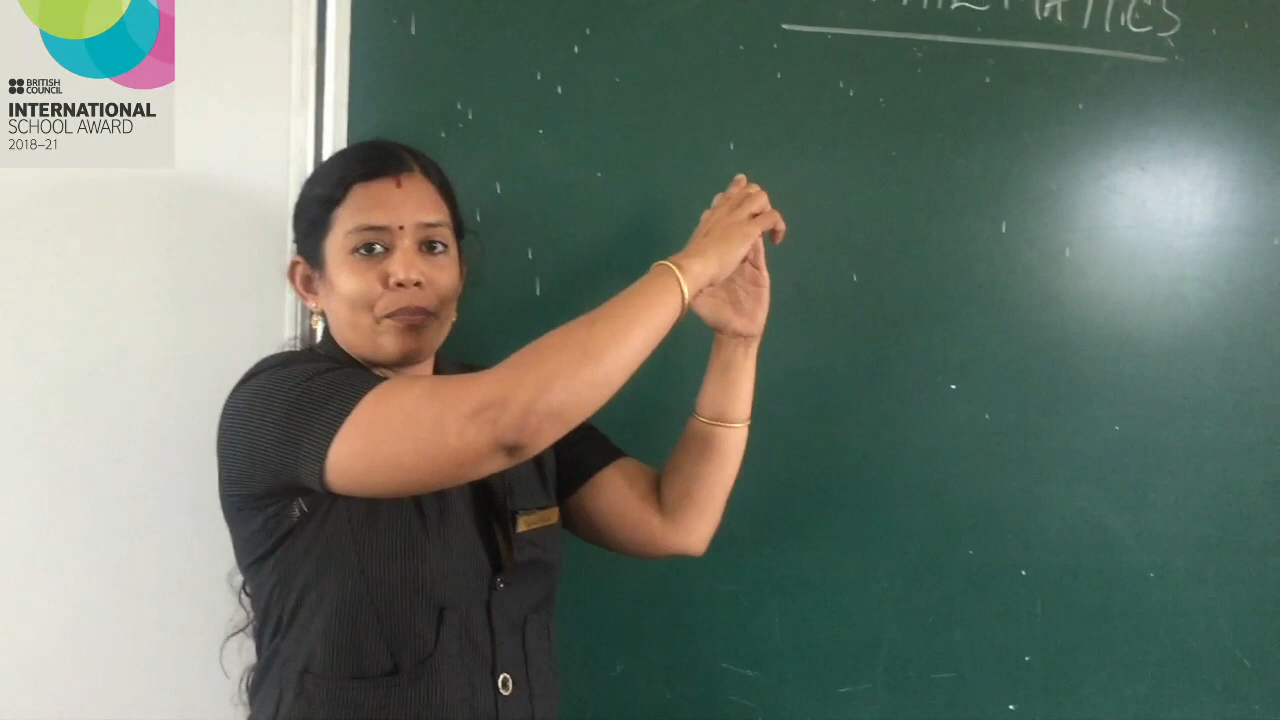 BRITISH
COUNCIL
INTERNATIONAL
SCHOOL AWARD
2018–21